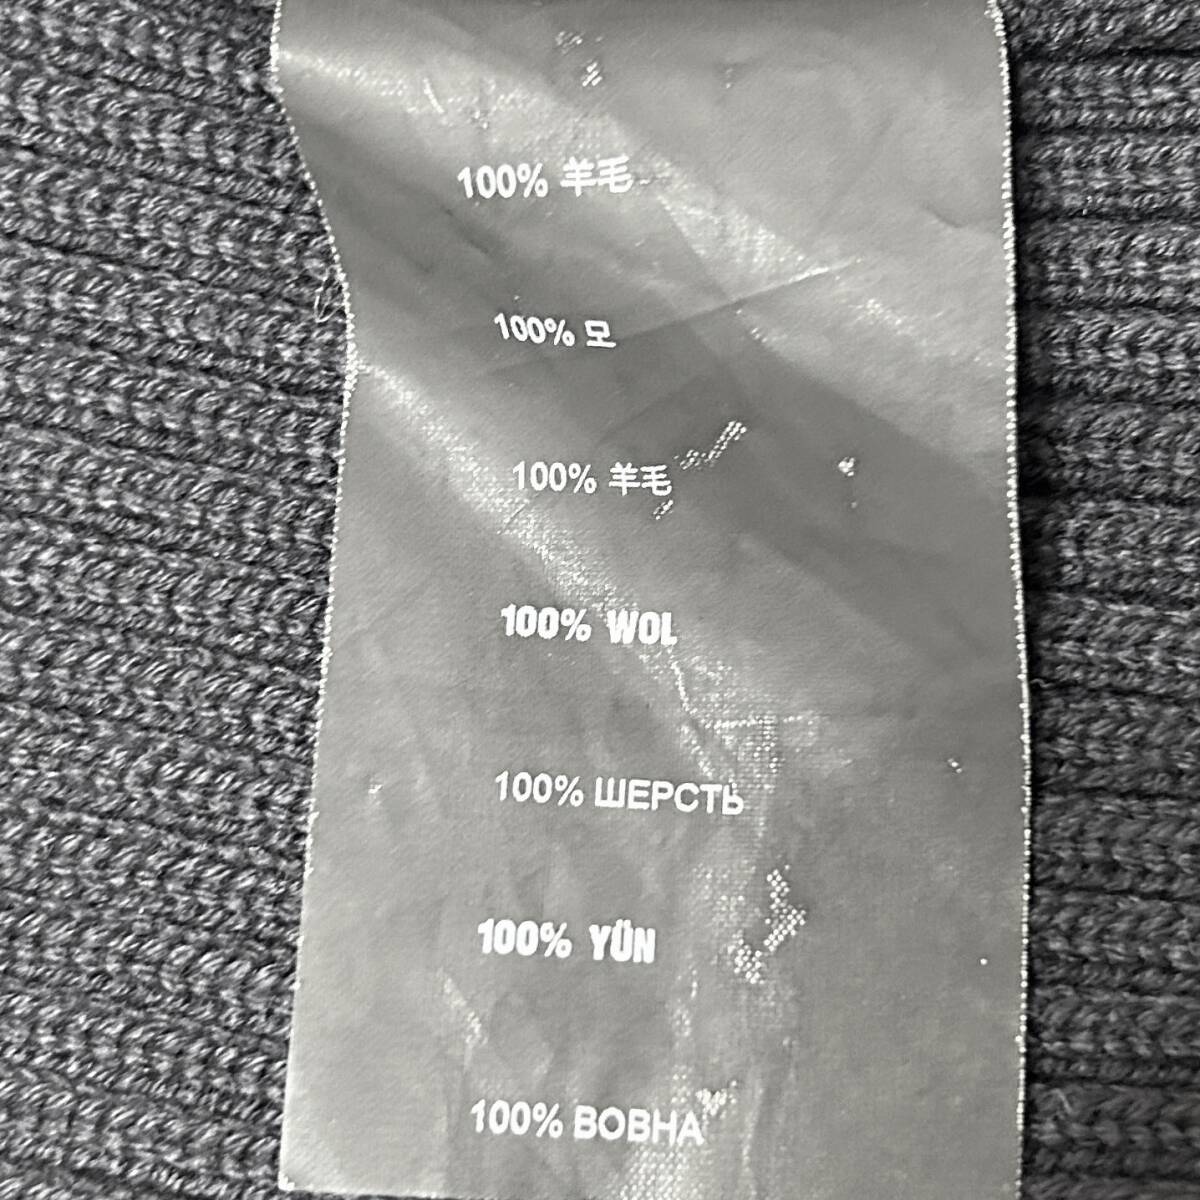 100% 羊毛
100% 모
100% 羊毛
100% WOL
100% ШЕРСТЬ
100% YÜN
100% ВОВНА